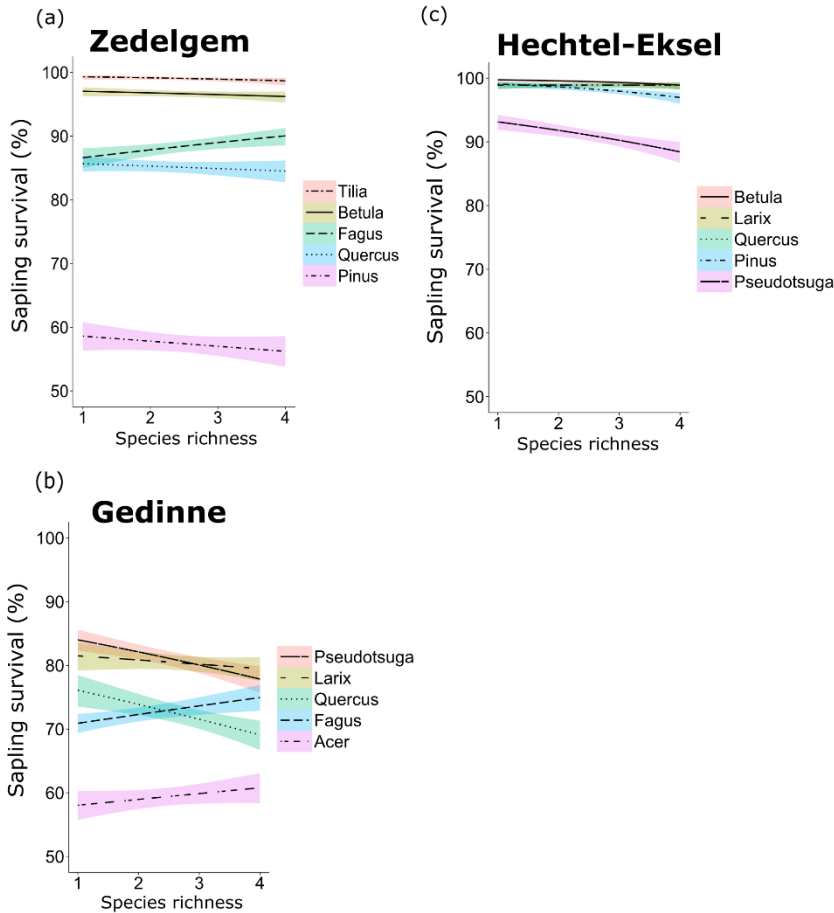 (a)
Zedelgem
Sapling survival (%)
100
90
80
70
60
50
1 2 3 4
Species richness
Tilia
Betula
Fagus
Quercus
Pinus
(c)
Hechtel-Eksel
Sapling survival (%)
100
90
80
70
60
50
1 2 3 4
Species richness
Betula
Larix
Quercus
Pinus
Pseudotsuga
(b)
Gedinne
Sapling survival (%)
100
90
80
70
60
50
1 2 3 4
Species richness
Pseudotsuga
Larix
Quercus
Fagus
Acer